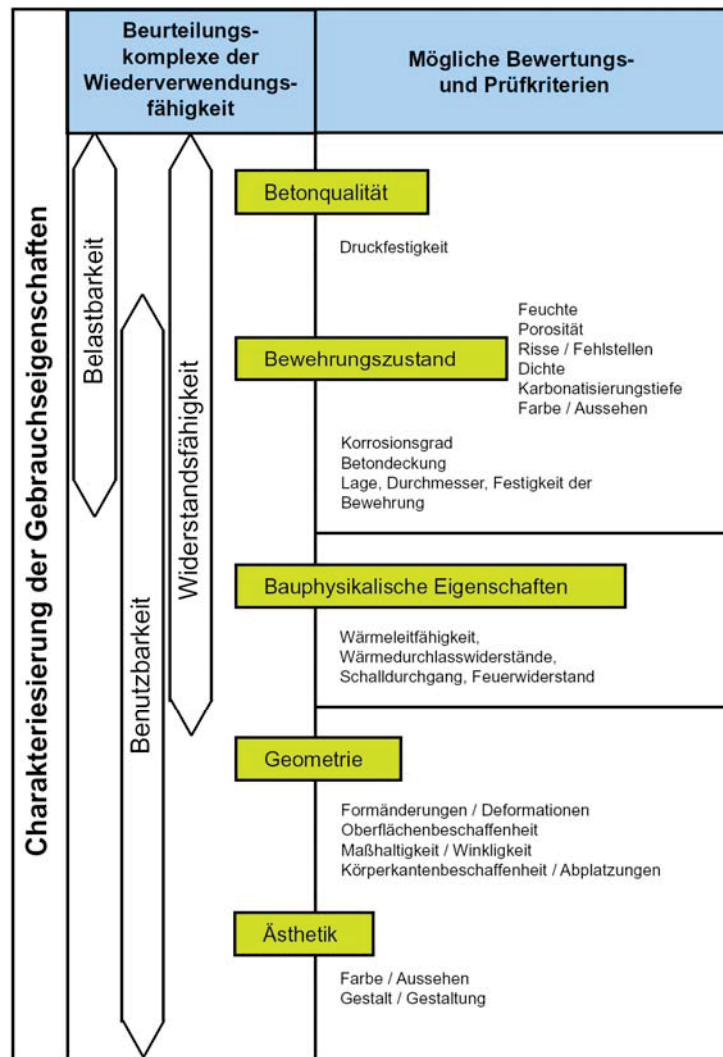 Beurteilungs-
komplexe der
Wiederverwendungs-
fähigkeit
Mögliche Bewertungs-
und Prüfkriterien
Charakteriesierung der Gebrauchseigenschaften
Belastbarkeit
Benutzbarkeit
Widerstandsfähigkeit
Betonqualität
Druckfestigkeit
Feuchte
Porosität
Risse / Fehlstellen
Dichte
Karbonatisierungstiefe
Farbe / Aussehen
Bewehrungszustand
Korrosionsgrad
Betondeckung
Lage, Durchmesser, Festigkeit der
Bewehrung
Bauphysikalische Eigenschaften
Wärmeleitfähigkeit,
Wärmedurchlasswiderstände,
Schalldurchgang, Feuerwiderstand
Geometrie
Formänderungen / Deformationen
Oberflächenbeschaffenheit
Maßhaltigkeit / Winkligkeit
Körperkantenbeschaffenheit / Abplatzungen
Ästhetik
Farbe / Aussehen
Gestalt / Gestaltung